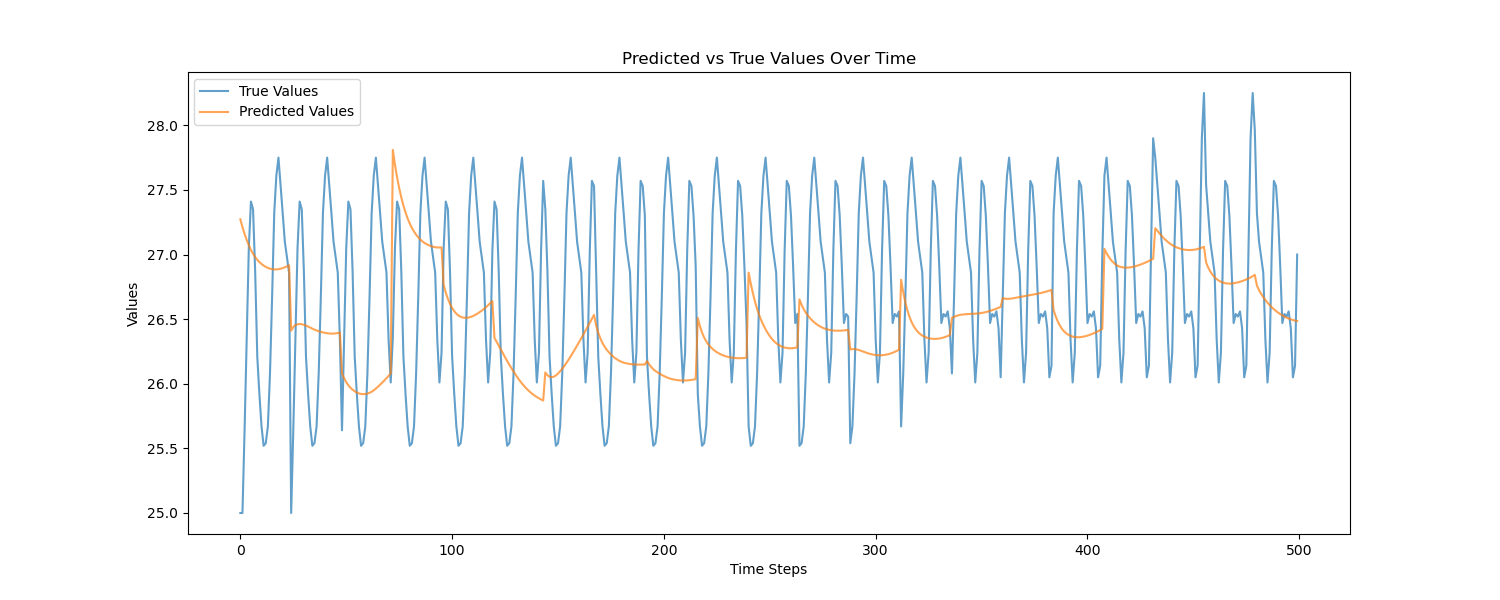 Predicted vs True Values Over Time
True Values
Predicted Values
Values
28.0
27.5
27.0
26.5
26.0
25.5
25.0
0
100
200
300
400
500
Time Steps